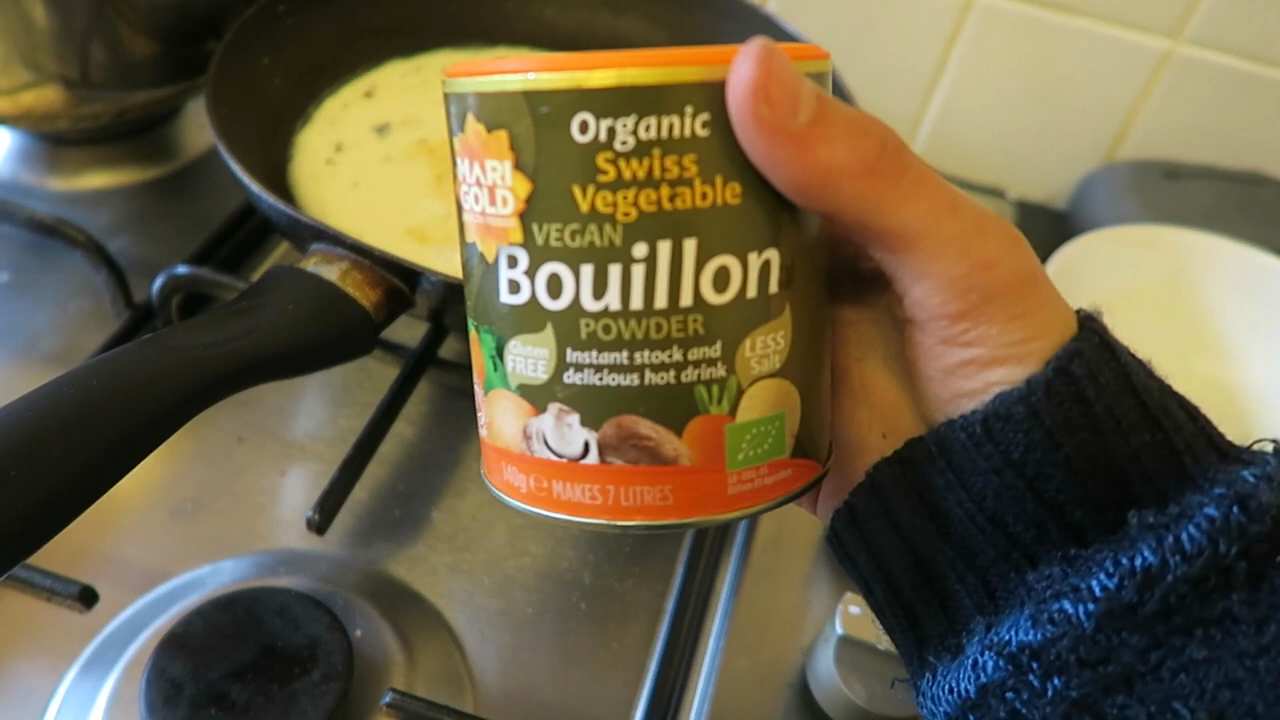 Organic
Swiss
Vegetable
MARI
GOLD
VEGAN
Bouillon
POWDER
Gluten
FREE
Instant stock and
delicious hot drink
LESS
Salt
140g e MAKES 7 LITRES